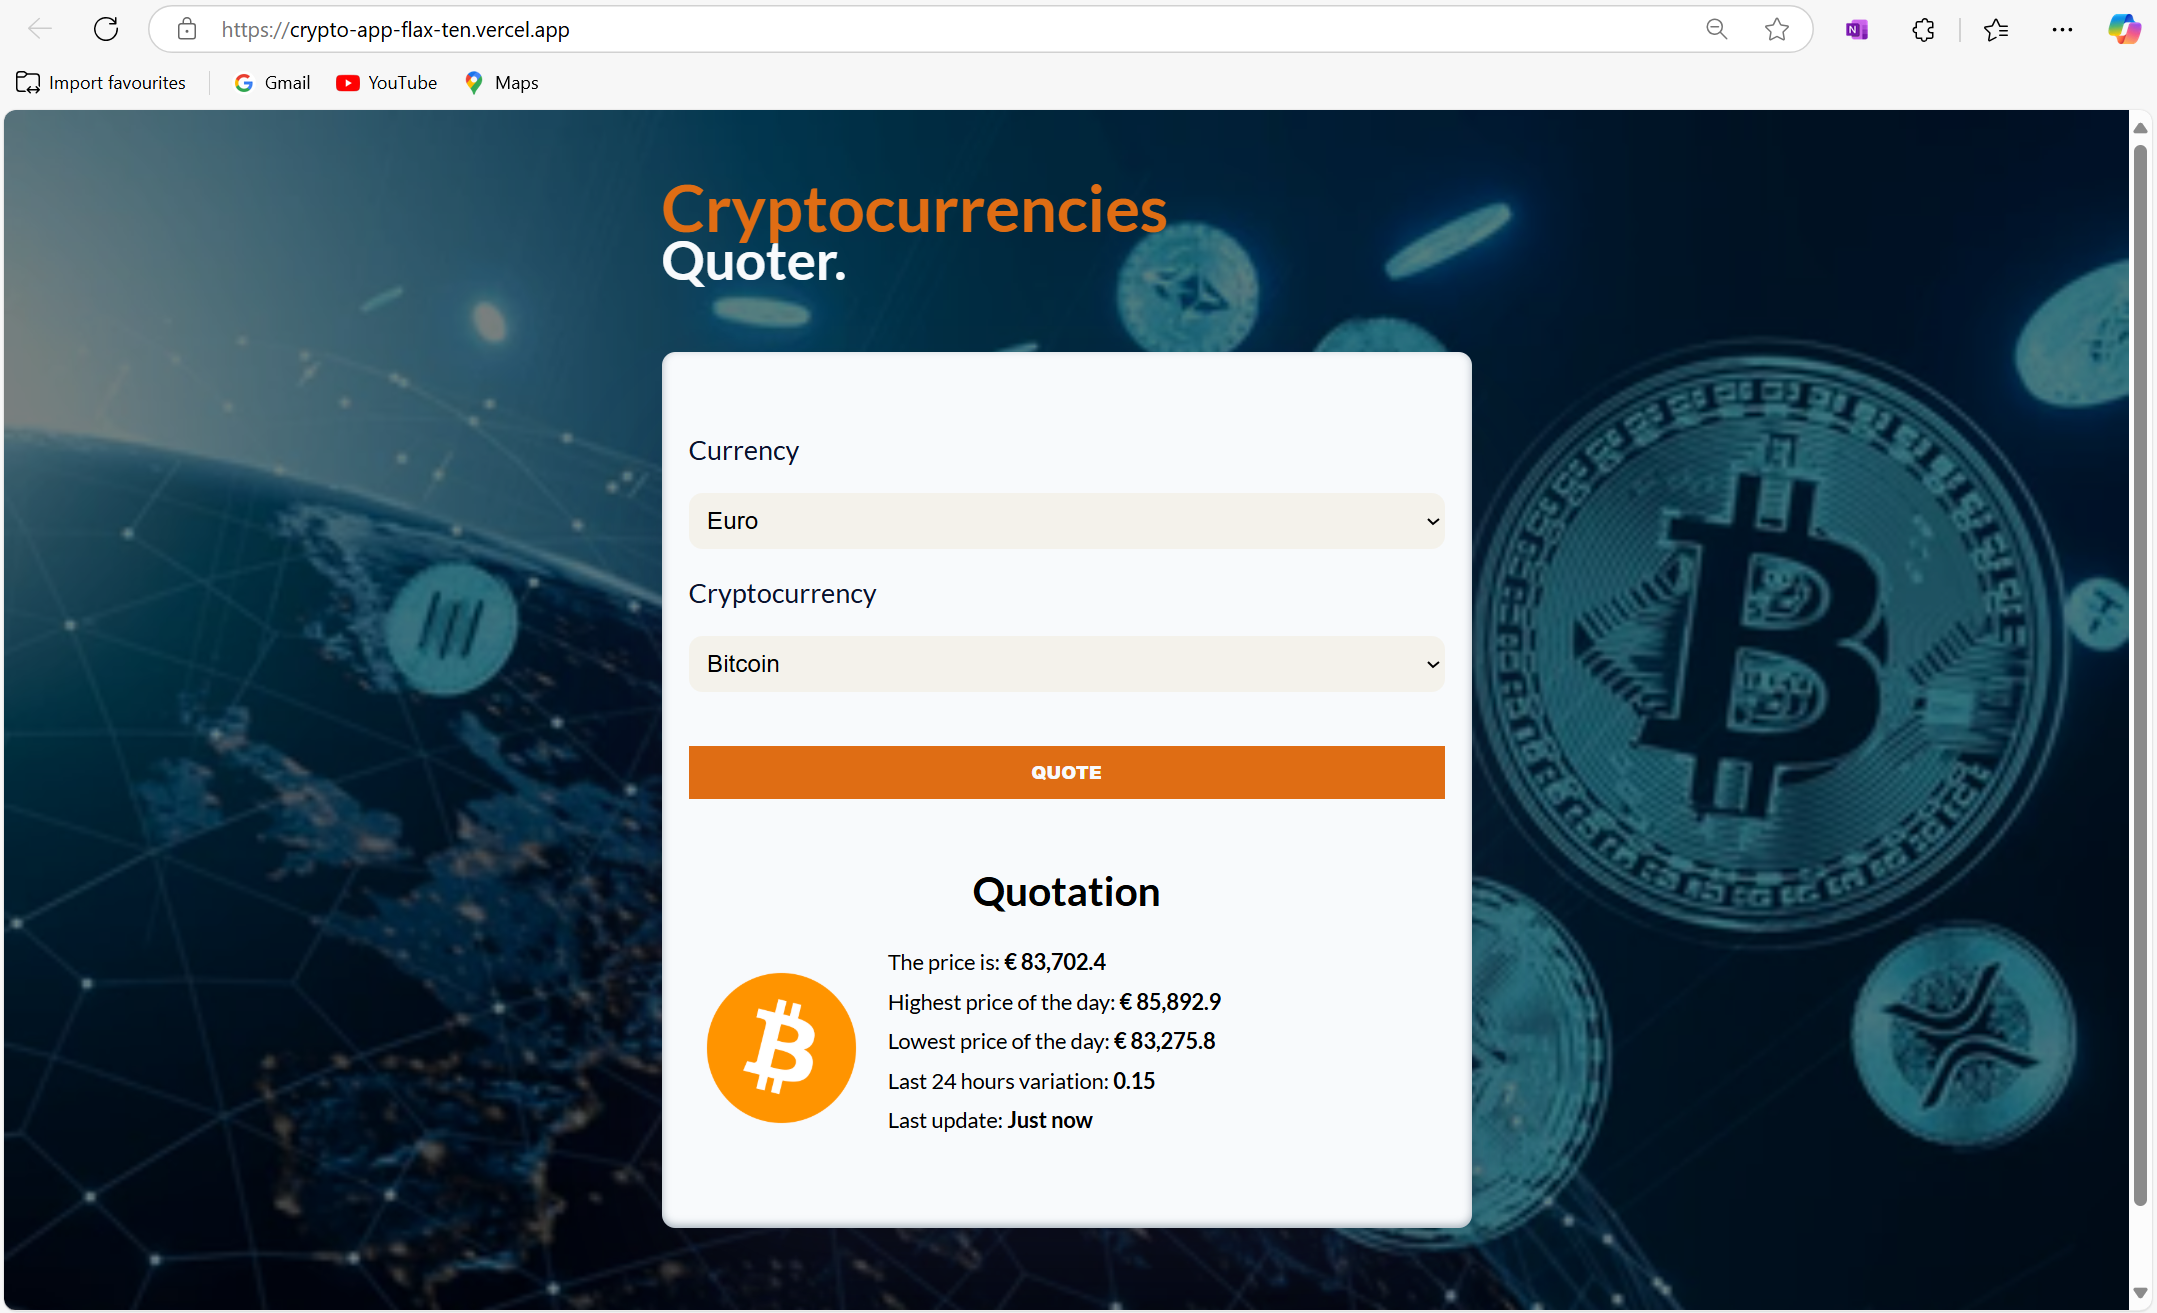 https://crypto-app-flax-ten.vercel.app
Import favourites
Gmail
YouTube
Maps
Cryptocurrencies
Quoter.
Currency
Euro
Cryptocurrency
Bitcoin
QUOTE
Quotation
The price is: € 83,702.4
Highest price of the day: € 85,892.9
Lowest price of the day: € 83,275.8
Last 24 hours variation: 0.15
Last update: Just now